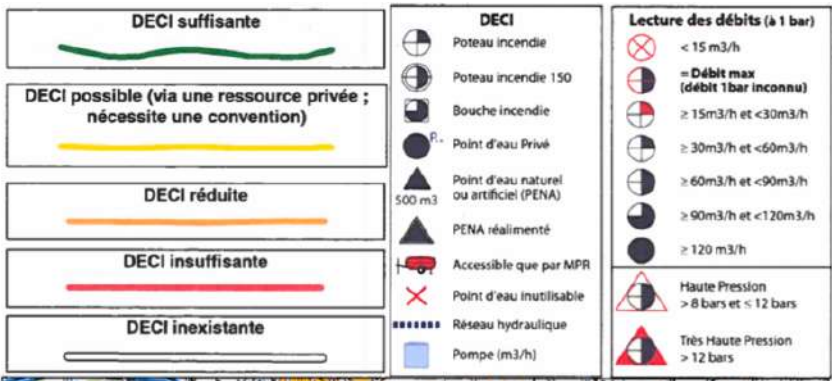 DECI suffisante
DECI possible (via une ressource privée ;
nécessite une convention)
DECI réduite
DECI insuffisante
DECI inexistante
DECI
Poteau incendie
Poteau incendie 150
Bouche incendie
P..
Point d'eau Privé
Point d'eau naturel
ou artificiel (PENA)
500 m3
PENA réalimenté
Accessible que par MPR
Point d'eau inutilisable
Réseau hydraulique
Pompe (m3/h)
Lecture des débits (à 1 bar)
< 15 m3/h
= Débit max
(débit 1bar inconnu)
≥ 15m3/h et <30m3/h
≥ 30m3/h et <60m3/h
≥ 60m3/h et <90m3/h
≥ 90m3/h et <120m3/h
≥ 120 m3/h
Haute Pression
> 8 bars et ≤ 12 bars
Très Haute Pression
> 12 bars